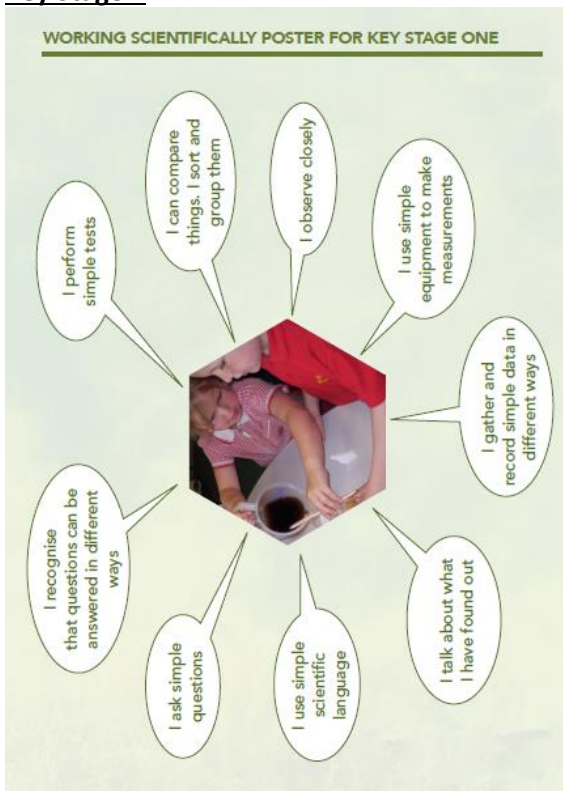 WORKING SCIENTIFICALLY POSTER FOR KEY STAGE ONE
I recognise
that questions can be
answered in different
ways
I perform
simple tests
I can compare
things. I sort and
group them
I observe closely
I use simple
equipment to make
measurements
I gather and
record simple data in
different ways
I talk about what
I have found out
I use simple
scientific
language
I ask simple
questions